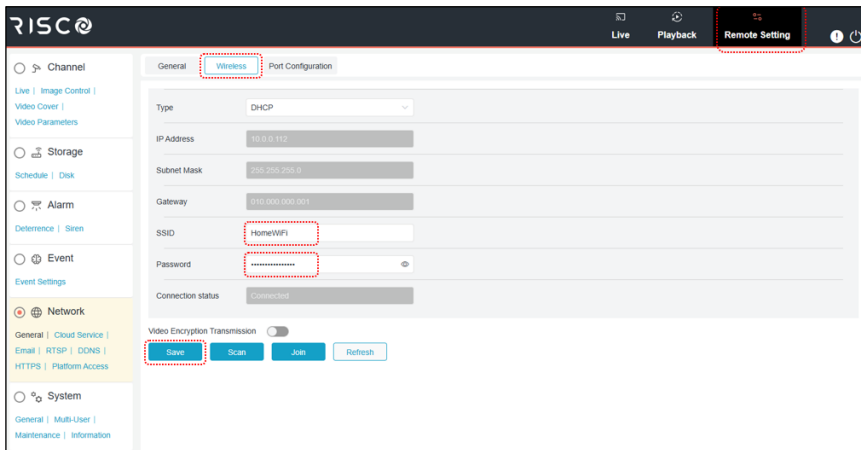 RISCO
Live Playback Remote Setting
Channel
Live | Image Control |
Video Cover |
Video Parameters
Storage
Schedule | Disk
Alarm
Deterrence | Siren
Event
Event Settings
Network
General | Cloud Service |
Email | RTSP | DDNS |
HTTPS | Platform Access
System
General | Multi-User |
Maintenance | Information
General Wireless Port Configuration
Type DHCP
IP Address 10.0.0.112
Subnet Mask 255.255.255.0
Gateway 010.000.000.001
SSID HomeWiFi
Password ••••••••••••••••
Connection status Connected
Video Encryption Transmission
Save Scan Join Refresh